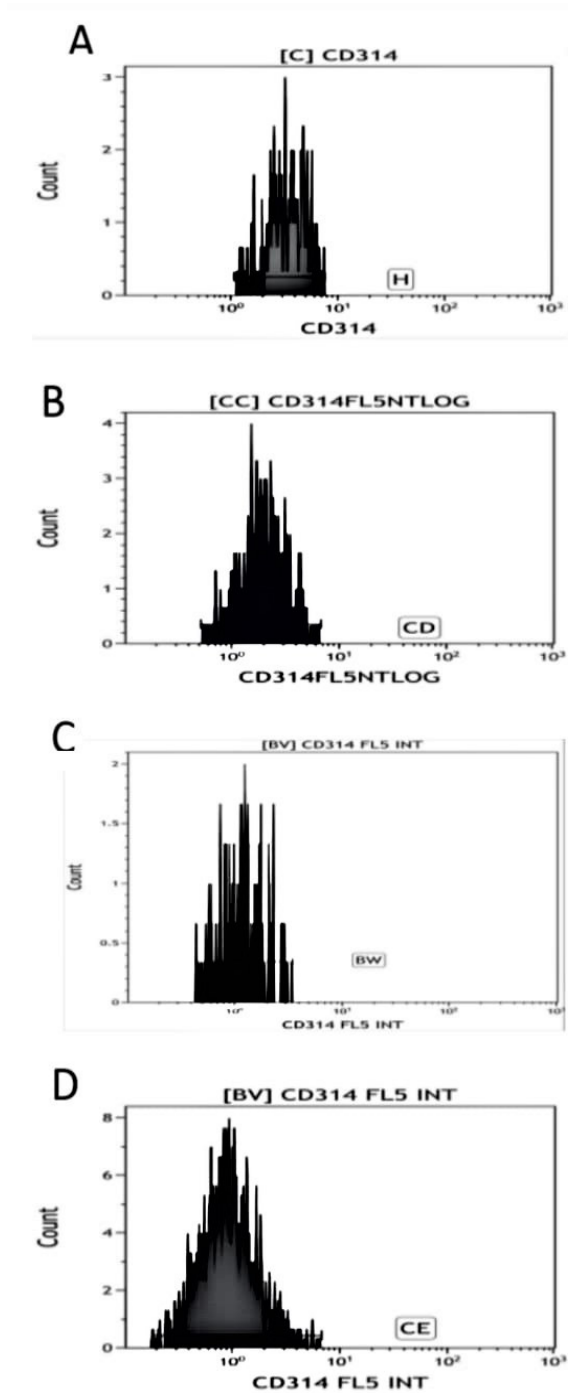 A
[C] CD314
3
2
Count
1
0
H
10⁰ 10¹ 10² 10³
CD314
B
[CC] CD314FL5NTLOG
4
3
Count
2
1
0
CD
10⁰ 10¹ 10² 10³
CD314FL5NTLOG
C
[BV] CD314 FL5 INT
2
1.5
Count
1
0.5
BW
0
10¹ 10²
CD314 FL5 INT
D
[BV] CD314 FL5 INT
8
6
Count
4
2
CE
0
10⁰ 10¹ 10² 10³
CD314 FL5 INT